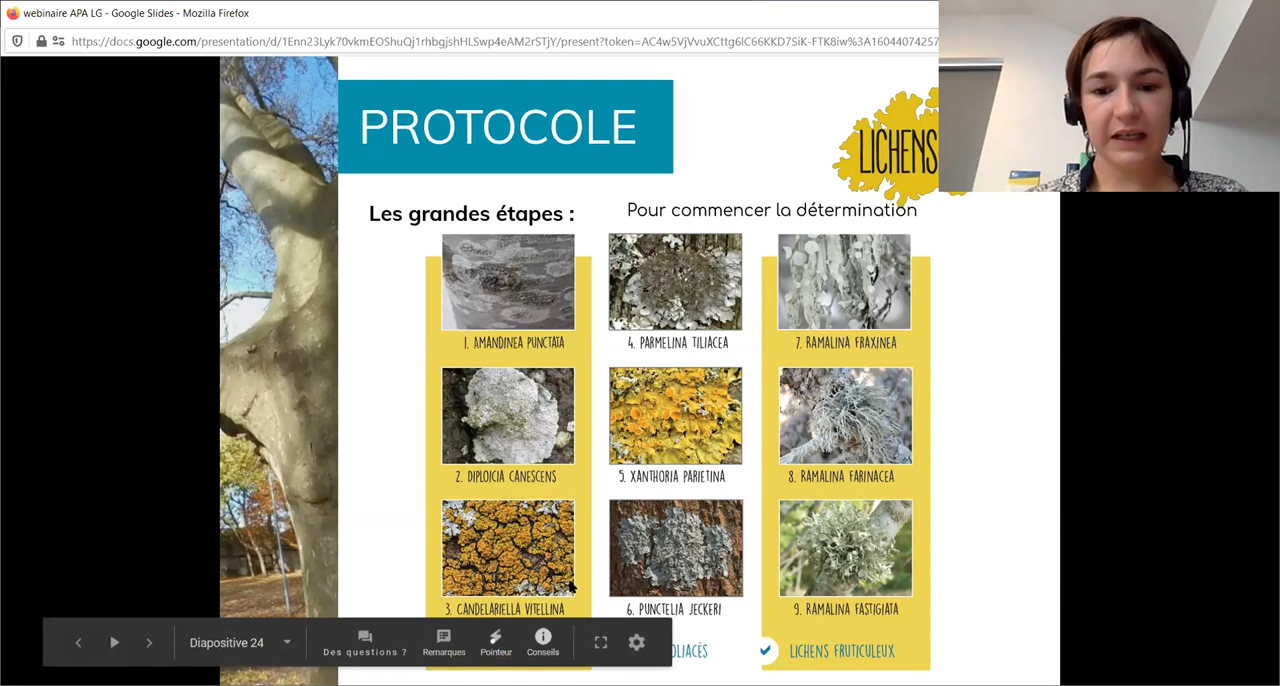 webinaire APA LG - Google Slides - Mozilla Firefox
https://docs.google.com/presentation/d/1Enn23Lyk70vkmEOShuQj1rhbgjshHLSwp4eAM2rSTjY/present?token=AC4w5VjVvuXCttg6lC66KKD7SiK-FTK8iw%3A16044074257
PROTOCOLE
LICHENS
Les grandes étapes :
Pour commencer la détermination
1. AMANDINEA PUNCTATA
4. PARMELINA TILIACEA
7. RAMALINA FRAXINEA
2. DIPLOICIA CANESCENS
5. XANTHORIA PARIETINA
8. RAMALINA FARINACEA
3. CANDELARIELLA VITELLINA
6. PUNCTELIA JECKERI
9. RAMALINA FASTIGIATA
OLIACÉS
LICHENS FRUTICULEUX
Diapositive 24
Des questions ?
Remarques
Pointeur
Conseils